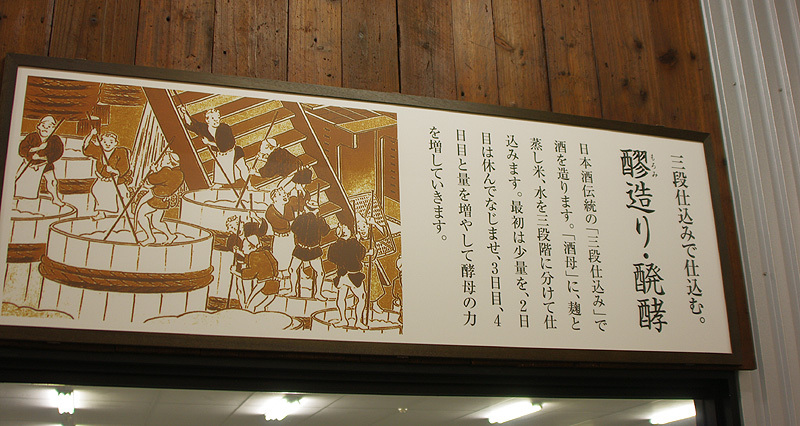 三段仕込みで仕込む。
もろみ
醪造り・醗酵
日本酒伝統の「三段仕込み」で
酒を造ります。「酒母」に、麹と
蒸し米、水を三段階に分けて仕
込みます。最初は少量を、2日
目は休んでなじませ、3日目、4
日目と量を増やして酵母の力
を増していきます。